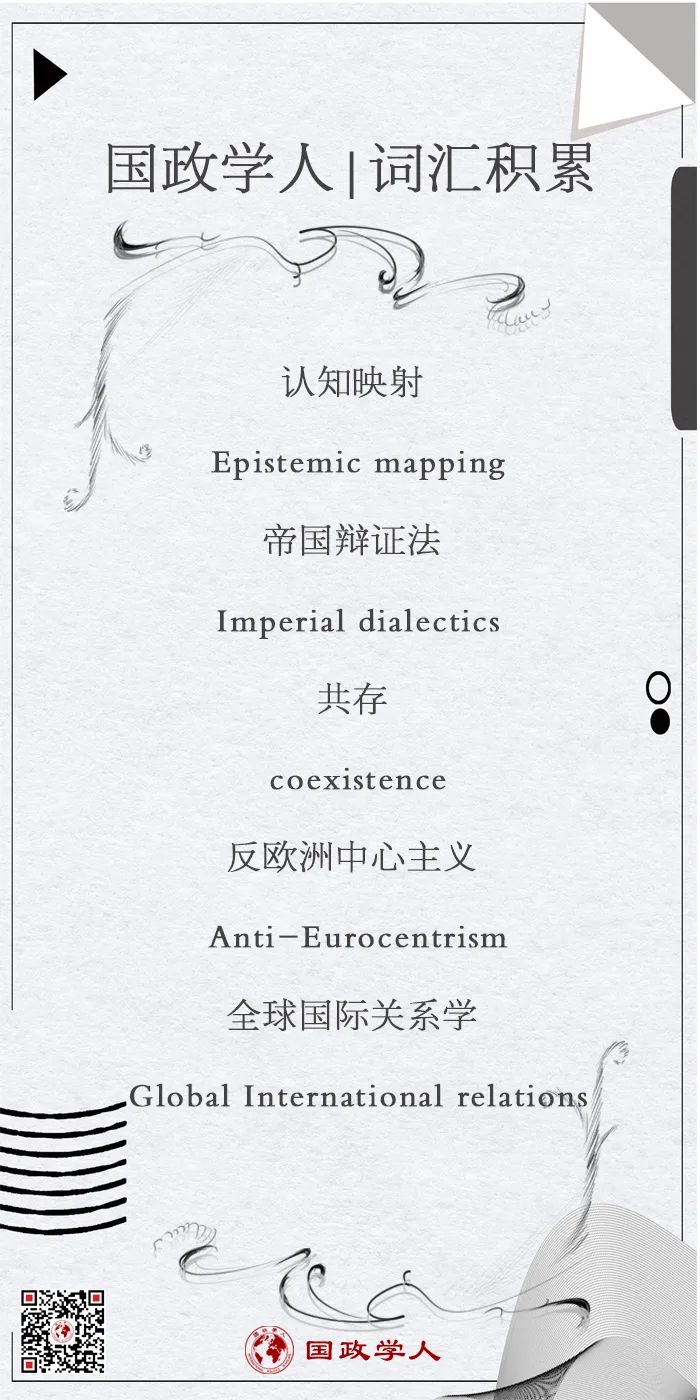 国政学人|词汇积累
认知映射
Epistemic mapping
帝国辩证法
Imperial dialectics
共存
coexistence
反欧洲中心主义
Anti-Eurocentrism
全球国际关系学
Global International relations
国政学人